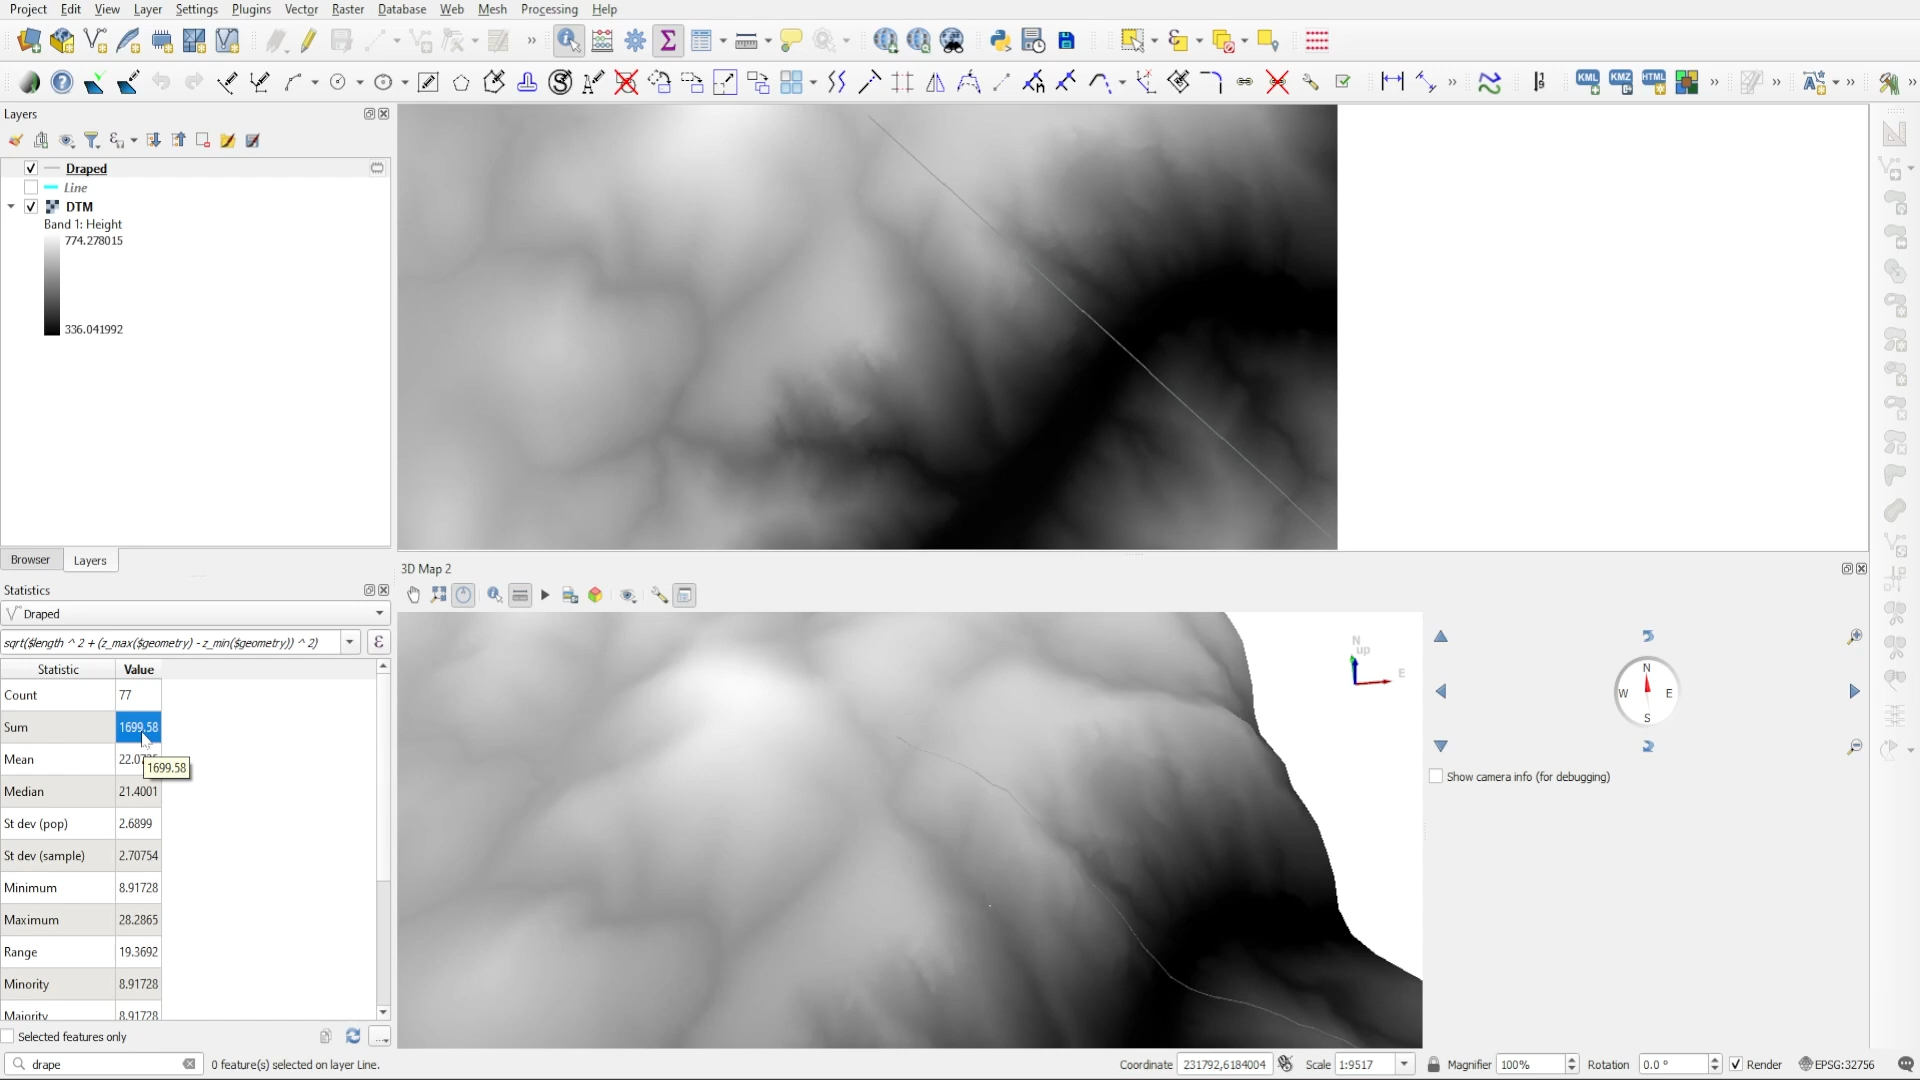 Project Edit View Layer Settings Plugins Vector Raster Database Web Mesh Processing Help
KML KMZ HTML
Layers
Draped
Line
DTM
Band 1: Height
774.278015
336.041992
Browser Layers
3D Map 2
Statistics
Draped
sqrt($length ^ 2 + (z_max($geometry) - z_min($geometry)) ^ 2)
ε
Statistic Value
Count 77
Sum 1699.58
Mean 22.07
1699.58
Median 21.4001
St dev (pop) 2.6899
St dev (sample) 2.70754
Minimum 8.91728
Maximum 28.2865
Range 19.3692
Minority 8.91728
Majority 8.91728
Selected features only
N
up
E
N
W E
S
Show camera info (for debugging)
drape
0 feature(s) selected on layer Line.
Coordinate 231792,6184004 Scale 1:9517 Magnifier 100% Rotation 0.0 ° Render EPSG:32756